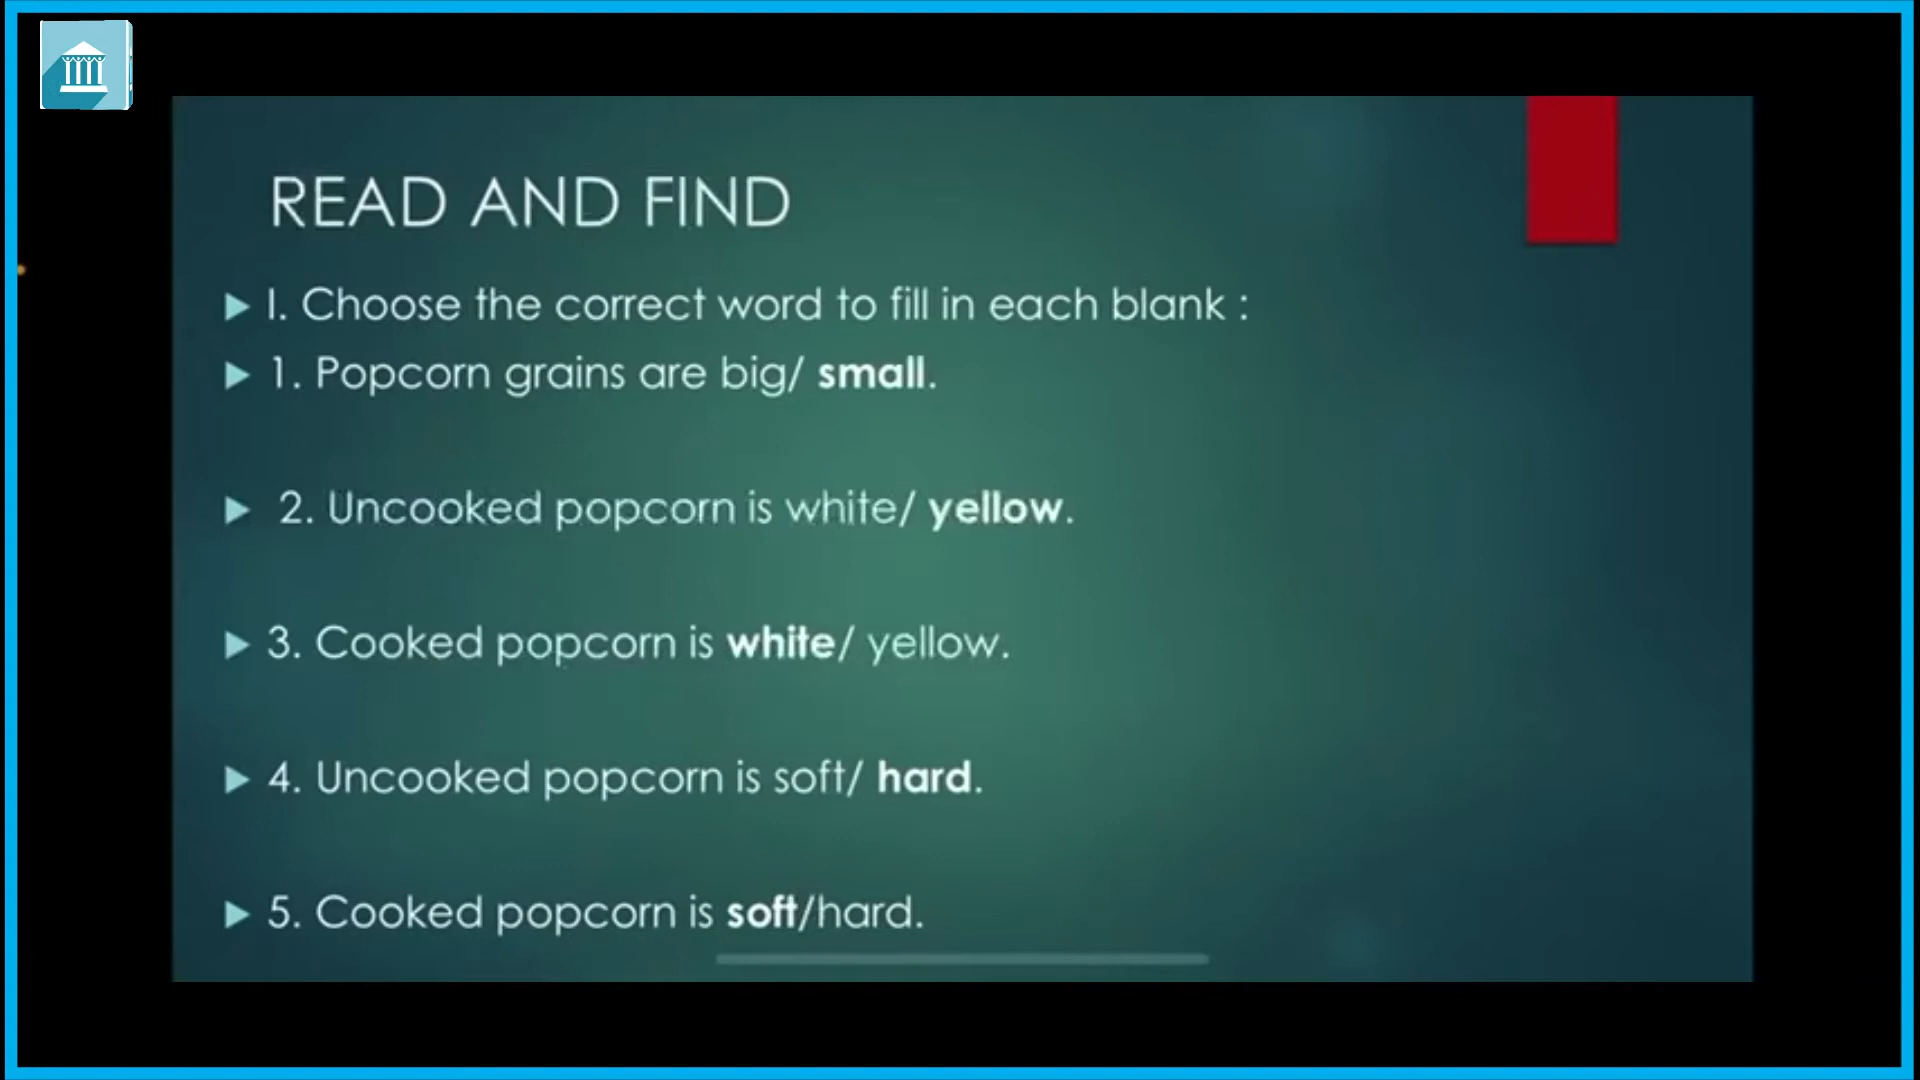 READ AND FIND
I. Choose the correct word to fill in each blank :
1. Popcorn grains are big/ small.
2. Uncooked popcorn is white/ yellow.
3. Cooked popcorn is white/ yellow.
4. Uncooked popcorn is soft/ hard.
5. Cooked popcorn is soft/hard.